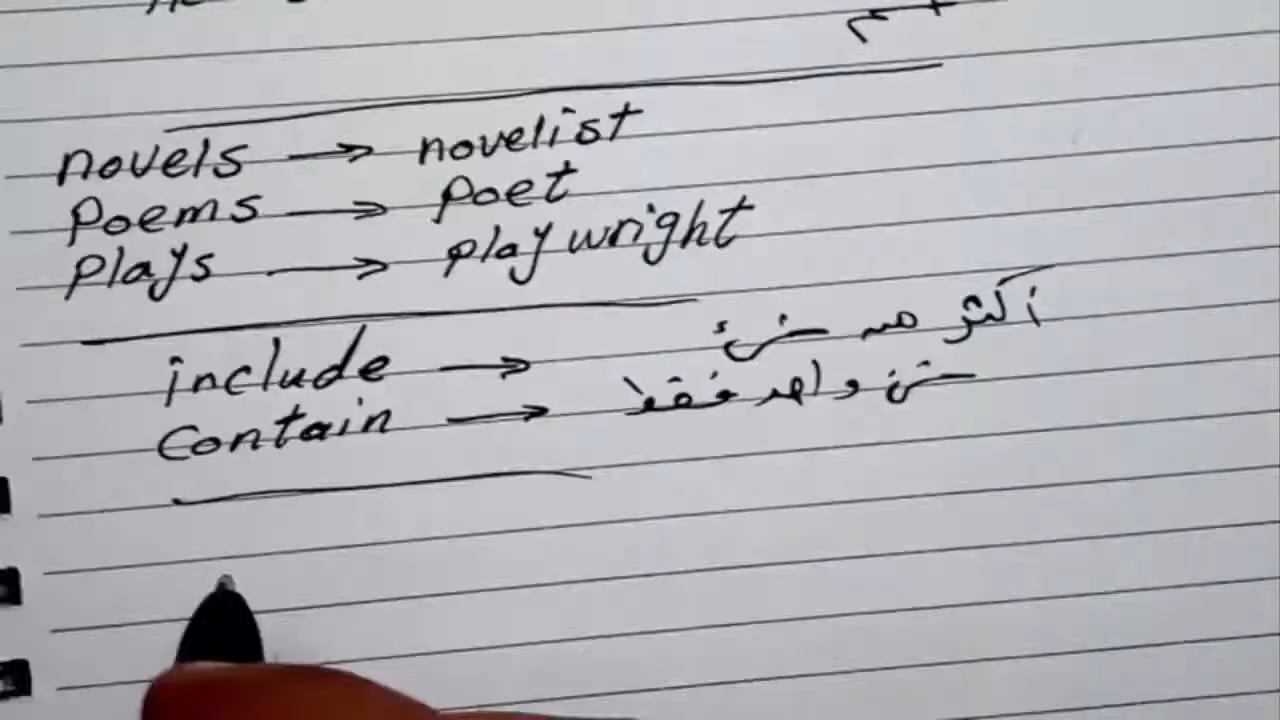 novels → novelist
Poems → Poet
Plays → playwright
include → أكثر من شئ
Contain → شئ واحد فقط